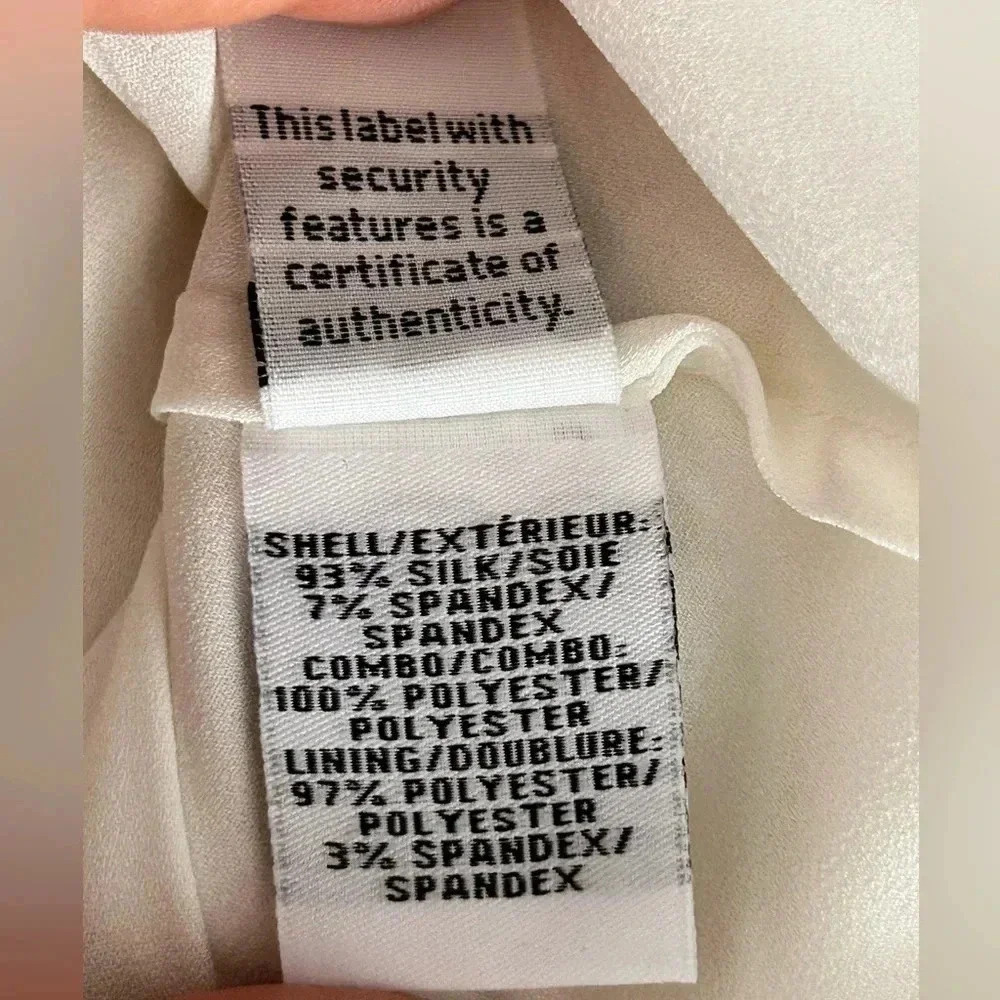 This label with
security
features is a
certificate of
authenticity.
SHELL/EXTÉRIEUR:
93% SILK/SOIE
7% SPANDEX/
SPANDEX
COMBO/COMBO:
100% POLYESTER/
POLYESTER
LINING/DOUBLURE:
97% POLYESTER/
POLYESTER
3% SPANDEX/
SPANDEX